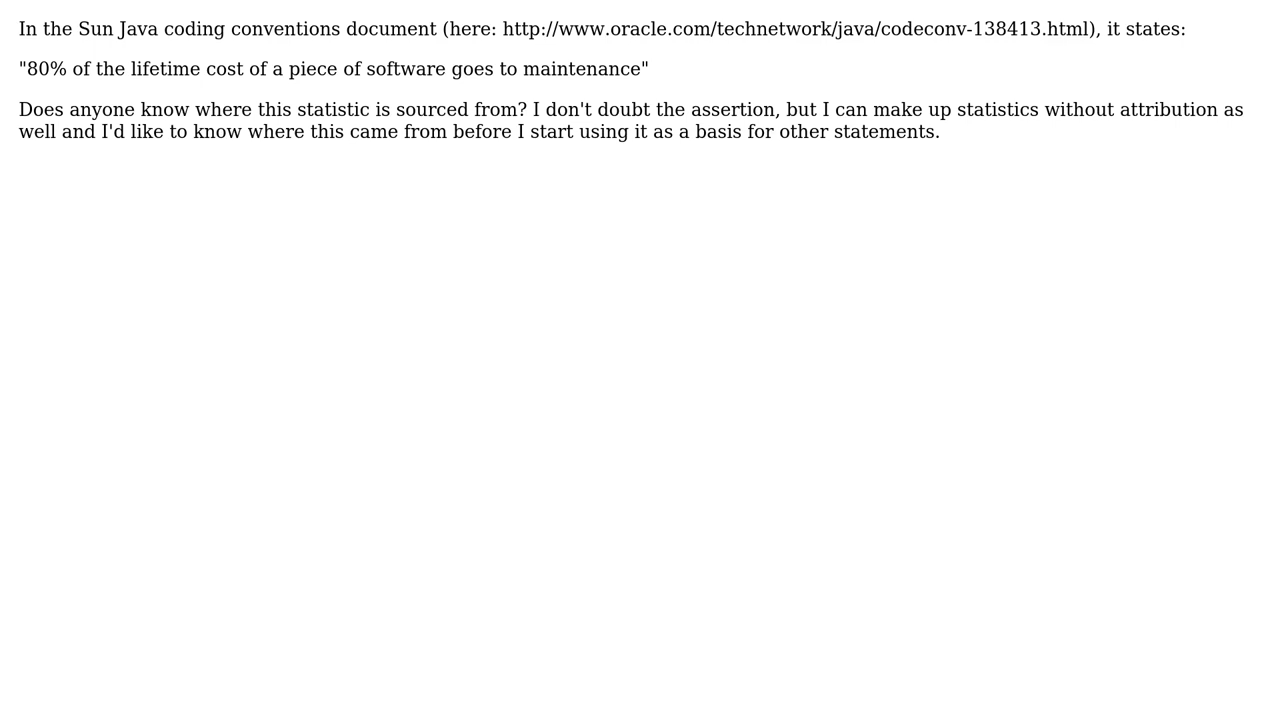 In the Sun Java coding conventions document (here: http://www.oracle.com/technetwork/java/codeconv-138413.html), it states:
"80% of the lifetime cost of a piece of software goes to maintenance"
Does anyone know where this statistic is sourced from? I don't doubt the assertion, but I can make up statistics without attribution as
well and I'd like to know where this came from before I start using it as a basis for other statements.